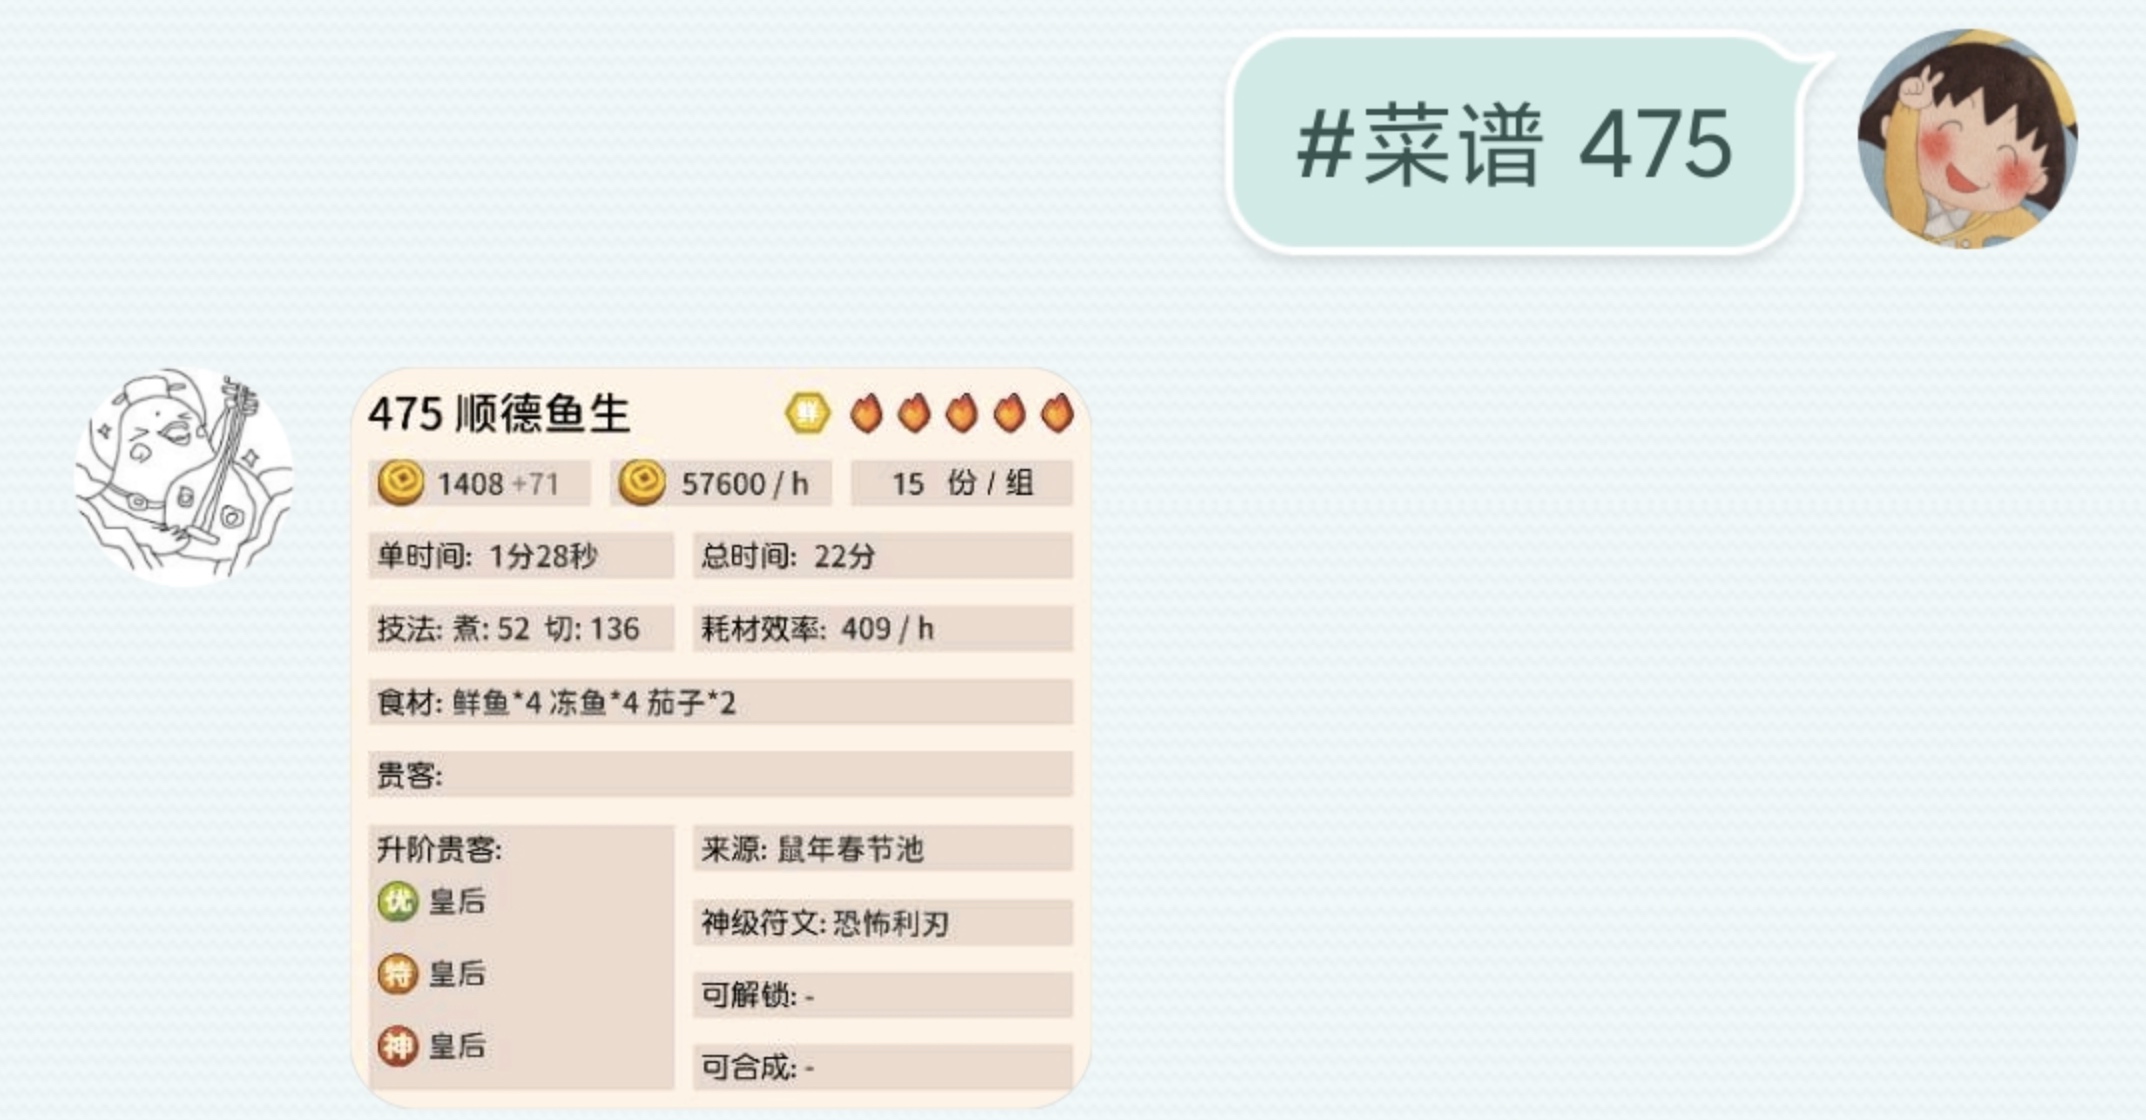 #菜谱 475
475 顺德鱼生 鲜
1408 +71 57600 / h 15 份 / 组
单时间: 1分28秒 总时间: 22分
技法: 煮: 52 切: 136 耗材效率: 409 / h
食材: 鲜鱼*4 冻鱼*4 茄子*2
贵客:
升阶贵客:
优 皇后
特 皇后
神 皇后
来源: 鼠年春节池
神级符文: 恐怖利刃
可解锁: -
可合成: -